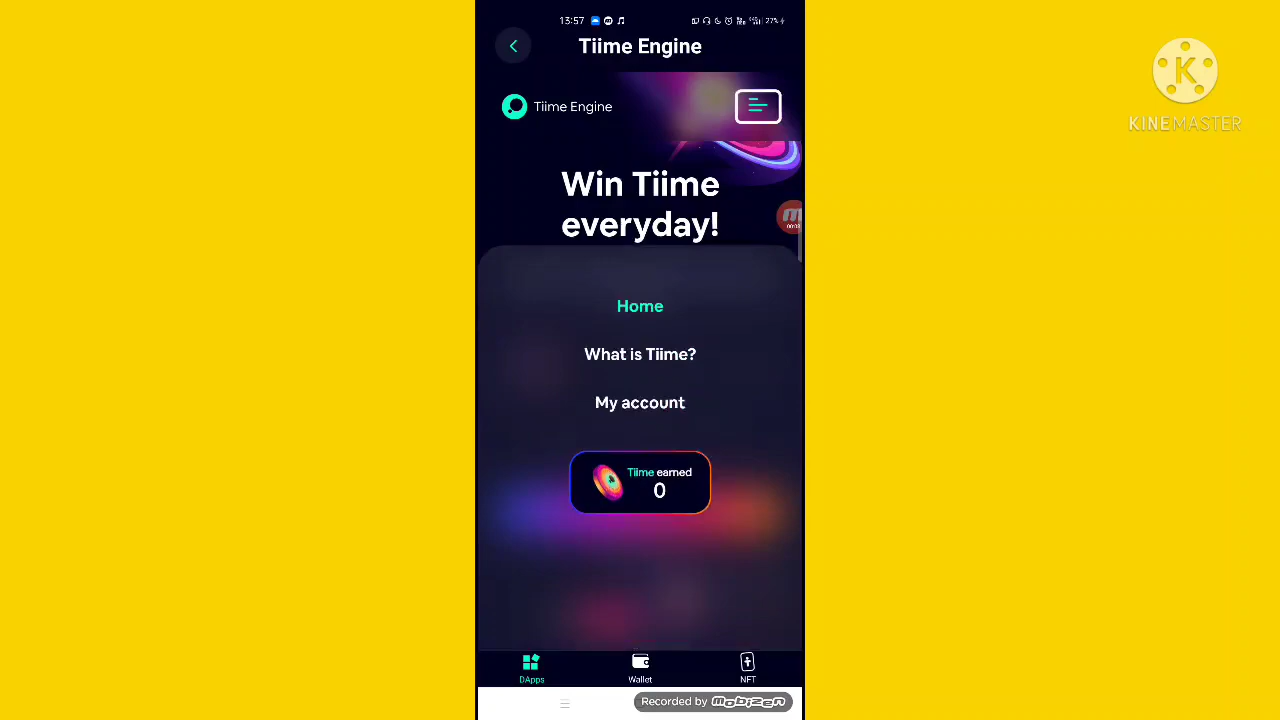 13:57
27%
Tiime Engine
Tiime Engine
Win Tiime
everyday!
Home
What is Tiime?
My account
Tiime earned
0
DApps
Wallet
NFT
Recorded by mobizen
K
KINEMASTER